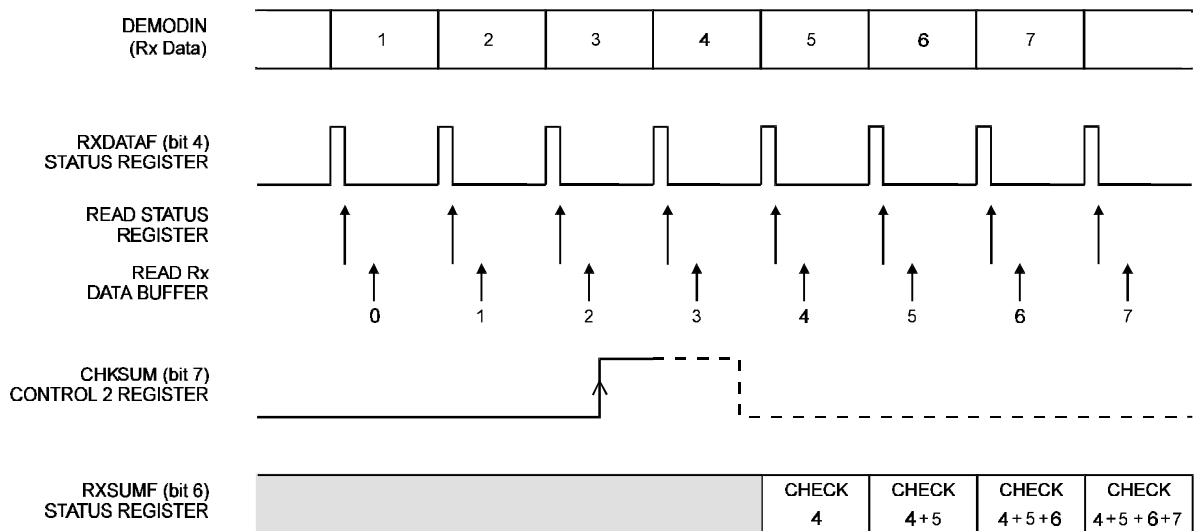 DEMODIN
(Rx Data)
1 2 3 4 5 6 7
RXDATAF (bit 4)
STATUS REGISTER
READ STATUS
REGISTER
READ Rx
DATA BUFFER
0 1 2 3 4 5 6 7
CHKSUM (bit 7)
CONTROL 2 REGISTER
RXSUMF (bit 6)
STATUS REGISTER
CHECK
4
CHECK
4+5
CHECK
4+5+6
CHECK
4+5+6+7